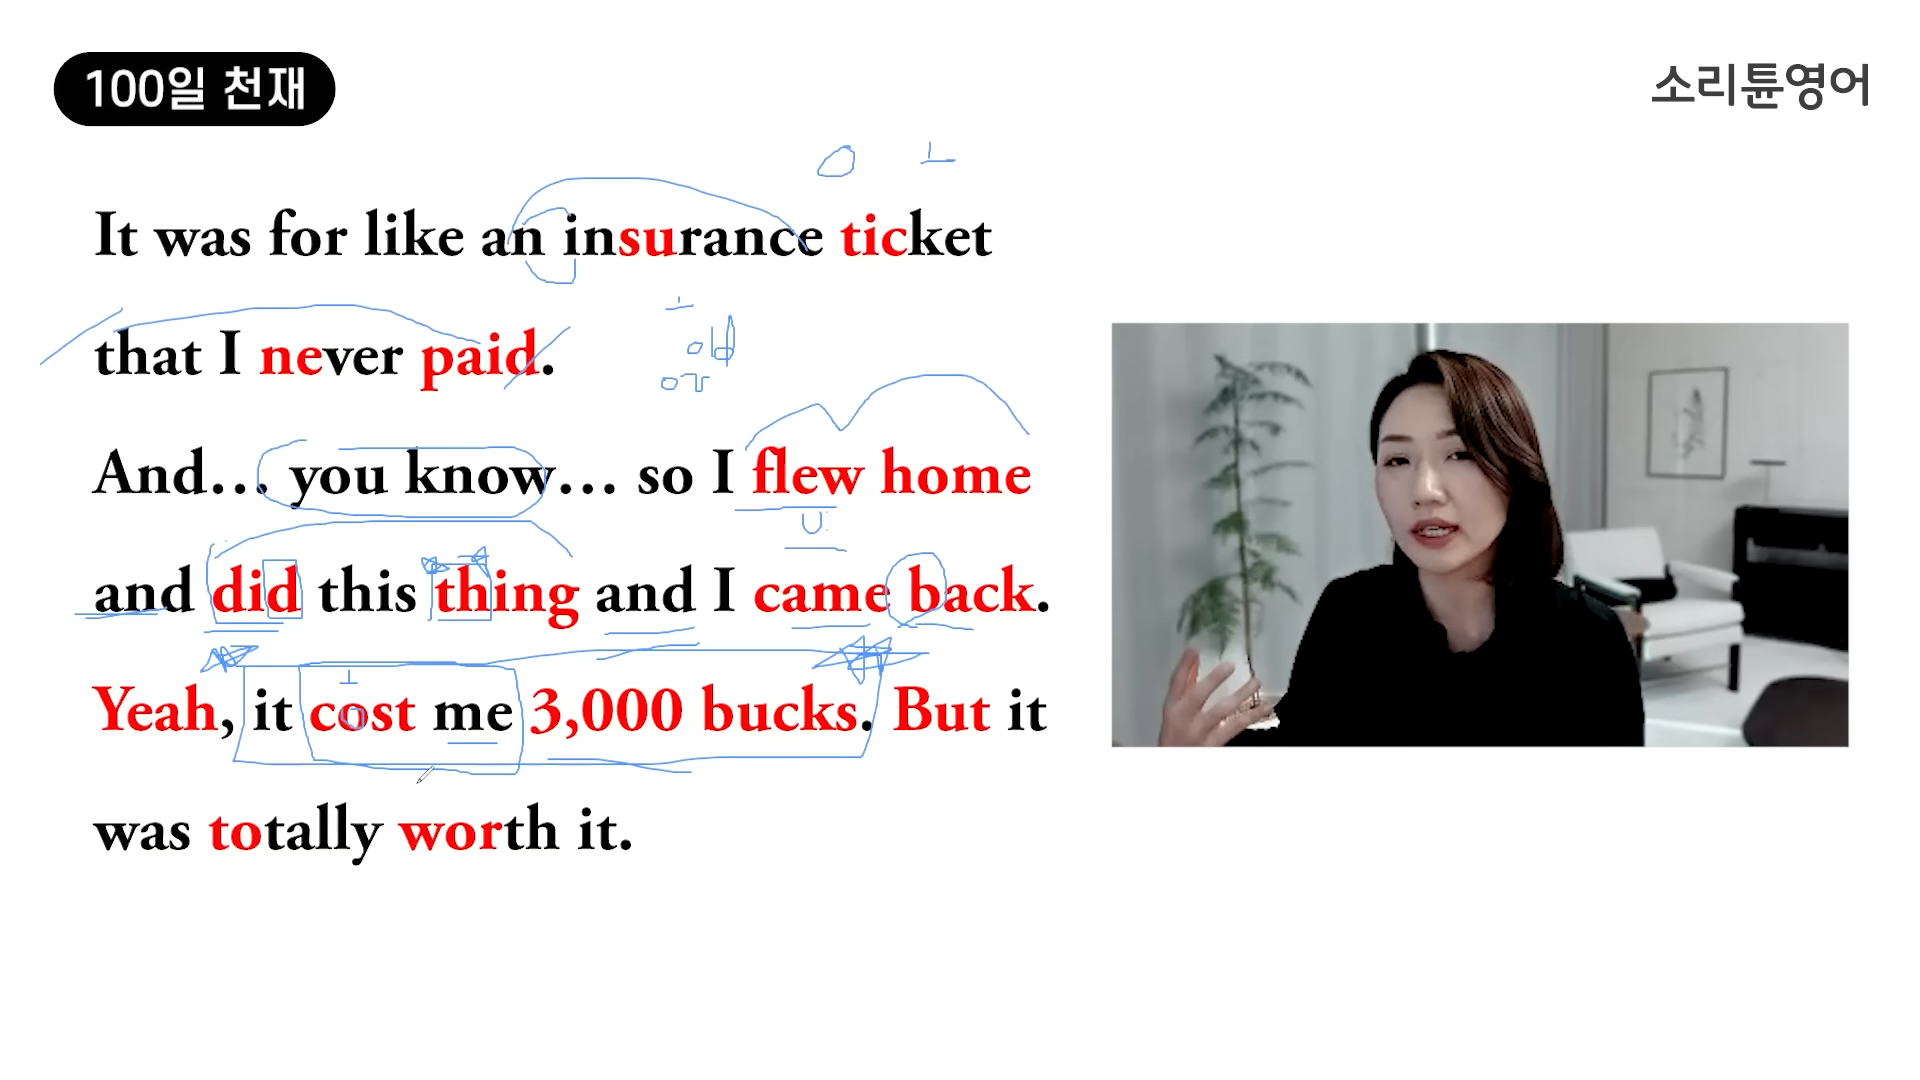 100일 천재
소리튠영어
It was for like an insurance ticket
that I never paid.
And… you know… so I flew home
and did this thing and I came back.
Yeah, it cost me 3,000 bucks. But it
was totally worth it.